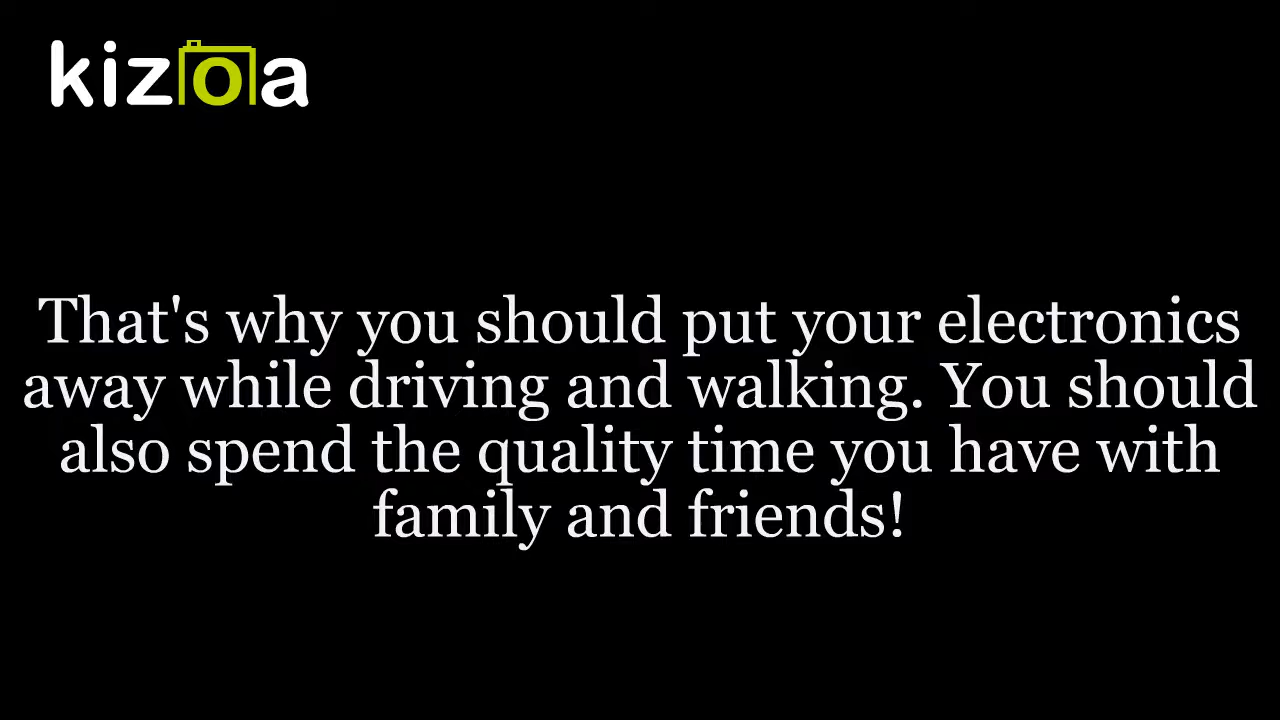 kizoa
That's why you should put your electronics
away while driving and walking. You should
also spend the quality time you have with
family and friends!